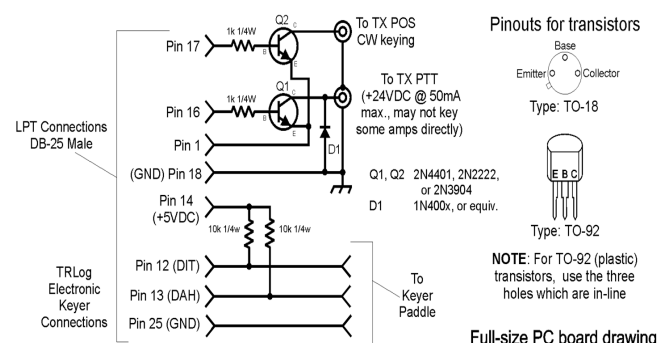 Q2
1k 1/4W
C
B
E
Pin 17
To TX POS
CW keying
Pinouts for transistors
Base
Emitter
Collector
Type: TO-18
Q1
1k 1/4W
C
B
E
Pin 16
To TX PTT
(+24VDC @ 50mA
max., may not key
some amps directly)
LPT Connections
DB-25 Male
Pin 1
D1
(GND) Pin 18
Q1, Q2 2N4401, 2N2222,
or 2N3904
D1 1N400x, or equiv.
E B C
Type: TO-92
Pin 14
(+5VDC)
10k 1/4w
10k 1/4w
NOTE: For TO-92 (plastic)
transistors, use the three
holes which are in-line
TRLog
Electronic
Keyer
Connections
Pin 12 (DIT)
Pin 13 (DAH)
Pin 25 (GND)
To
Keyer
Paddle
Full-size PC board drawing